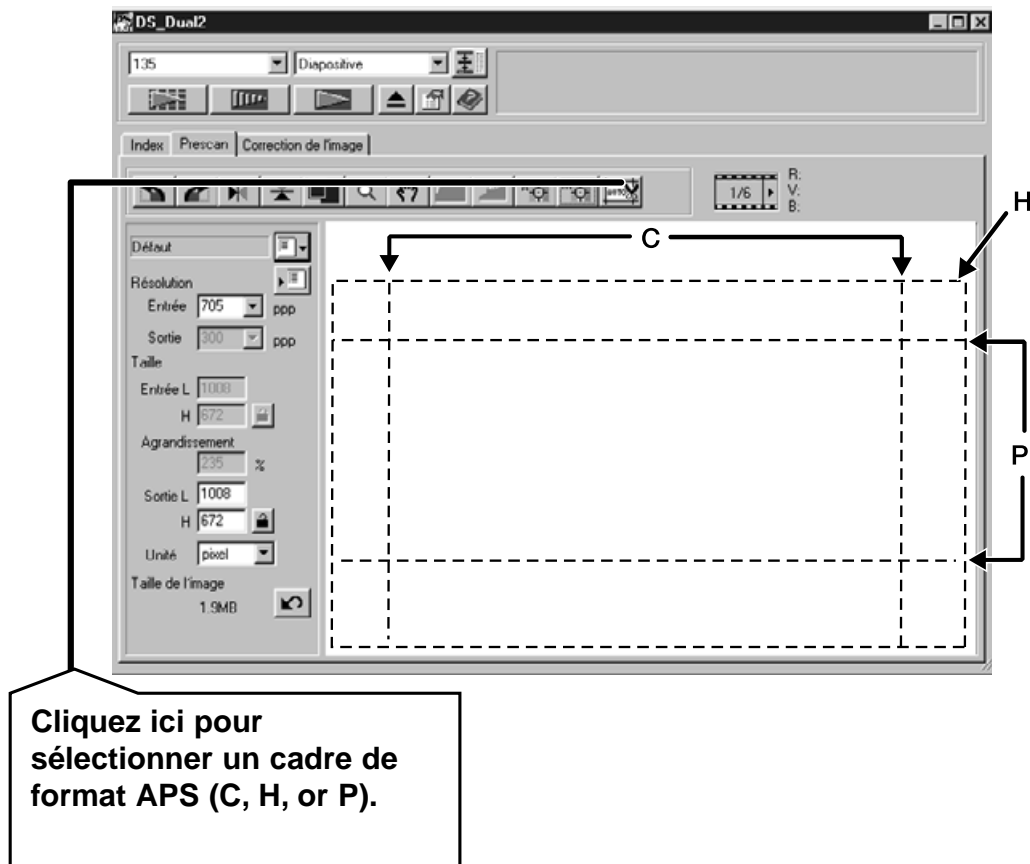 DS_Dual2
135 Diapositive
Index Prescan Correction de l'image
1/6
R:
V:
B:
H
C
Défaut
Résolution
Entrée 705 ppp
Sortie 300 ppp
Taille
Entrée L 1008
H 672
Agrandissement
235 %
Sortie L 1008
H 672
Unité pixel
Taille de l'image
1.9MB
P
Cliquez ici pour
sélectionner un cadre de
format APS (C, H, or P).